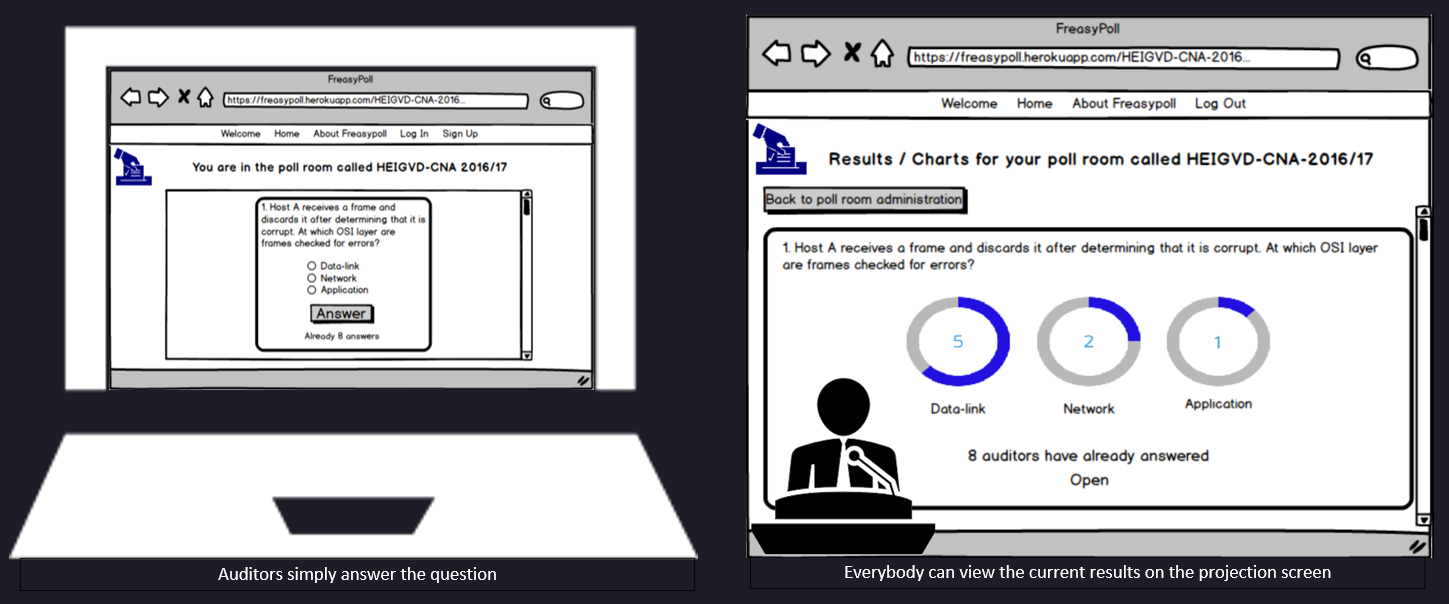 FreasyPoll
https://freasypoll.herokuapp.com/HEIGVD-CNA-2016...
Welcome Home About Freasypoll Log In Sign Up
You are in the poll room called HEIGVD-CNA 2016/17
1. Host A receives a frame and
discards it after determining that it is
corrupt. At which OSI layer are
frames checked for errors?
Data-link
Network
Application
Answer
Already 8 answers
Auditors simply answer the question
FreasyPoll
https://freasypoll.herokuapp.com/HEIGVD-CNA-2016...
Welcome Home About Freasypoll Log Out
Results / Charts for your poll room called HEIGVD-CNA-2016/17
Back to poll room administration
1. Host A receives a frame and discards it after determining that it is corrupt. At which OSI layer
are frames checked for errors?
5 2 1
Data-link Network Application
8 auditors have already answered
Open
Everybody can view the current results on the projection screen